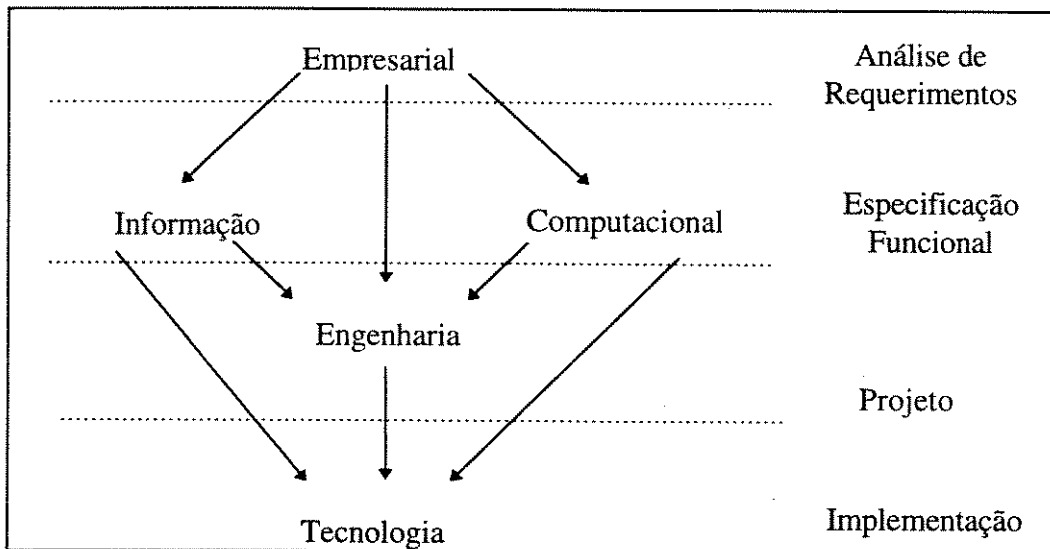 Empresarial
Análise de
Requerimentos
Informação
Computacional
Especificação
Funcional
Engenharia
Projeto
Tecnologia
Implementação